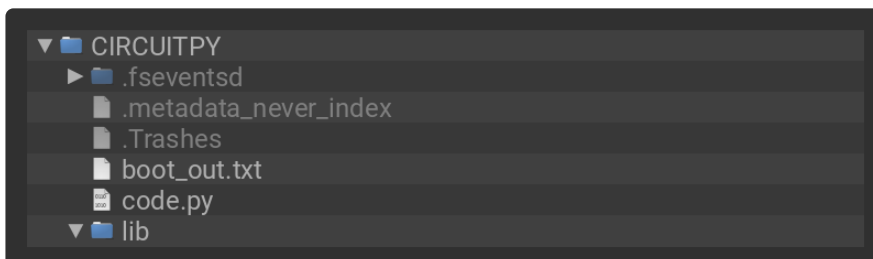 CIRCUITPY
.fseventsd
.metadata_never_index
.Trashes
boot_out.txt
code.py
lib